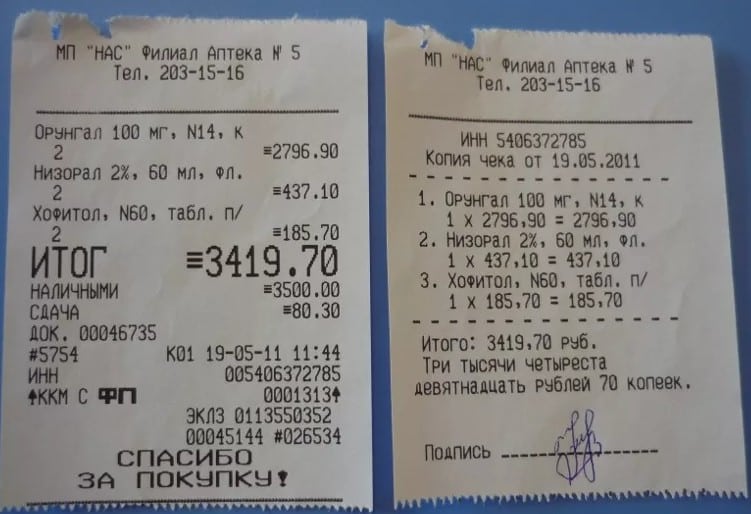 МП "НАС" Филиал Аптека № 5
Тел. 203-15-16
Орунгал 100 мг, N14, к
2 ≡2796.90
Низорал 2%, 60 мл, Фл.
2 ≡437.10
Хофитол, N60, табл. п/
2 ≡185.70
ИТОГ ≡3419.70
НАЛИЧНЫМИ ≡3500.00
СДАЧА ≡80.30
ДОК. 00046735
#5754 К01 19-05-11 11:44
ИНН 005406372785
ККМ С ФП 0001313
ЭКЛЗ 0113550352
00045144 #026534
СПАСИБО
ЗА ПОКУПКУ!
МП "НАС" Филиал Аптека № 5
Тел. 203-15-16
ИНН 5406372785
Копия чека от 19.05.2011
1. Орунгал 100 мг, N14, к
1 x 2796,90 = 2796,90
2. Низорал 2%, 60 мл, Фл.
1 x 437,10 = 437,10
3. Хофитол, N60, табл. п/
1 x 185,70 = 185,70
Итого: 3419,70 руб.
Три тысячи четыреста
девятнадцать рублей 70 копеек.
Подпись